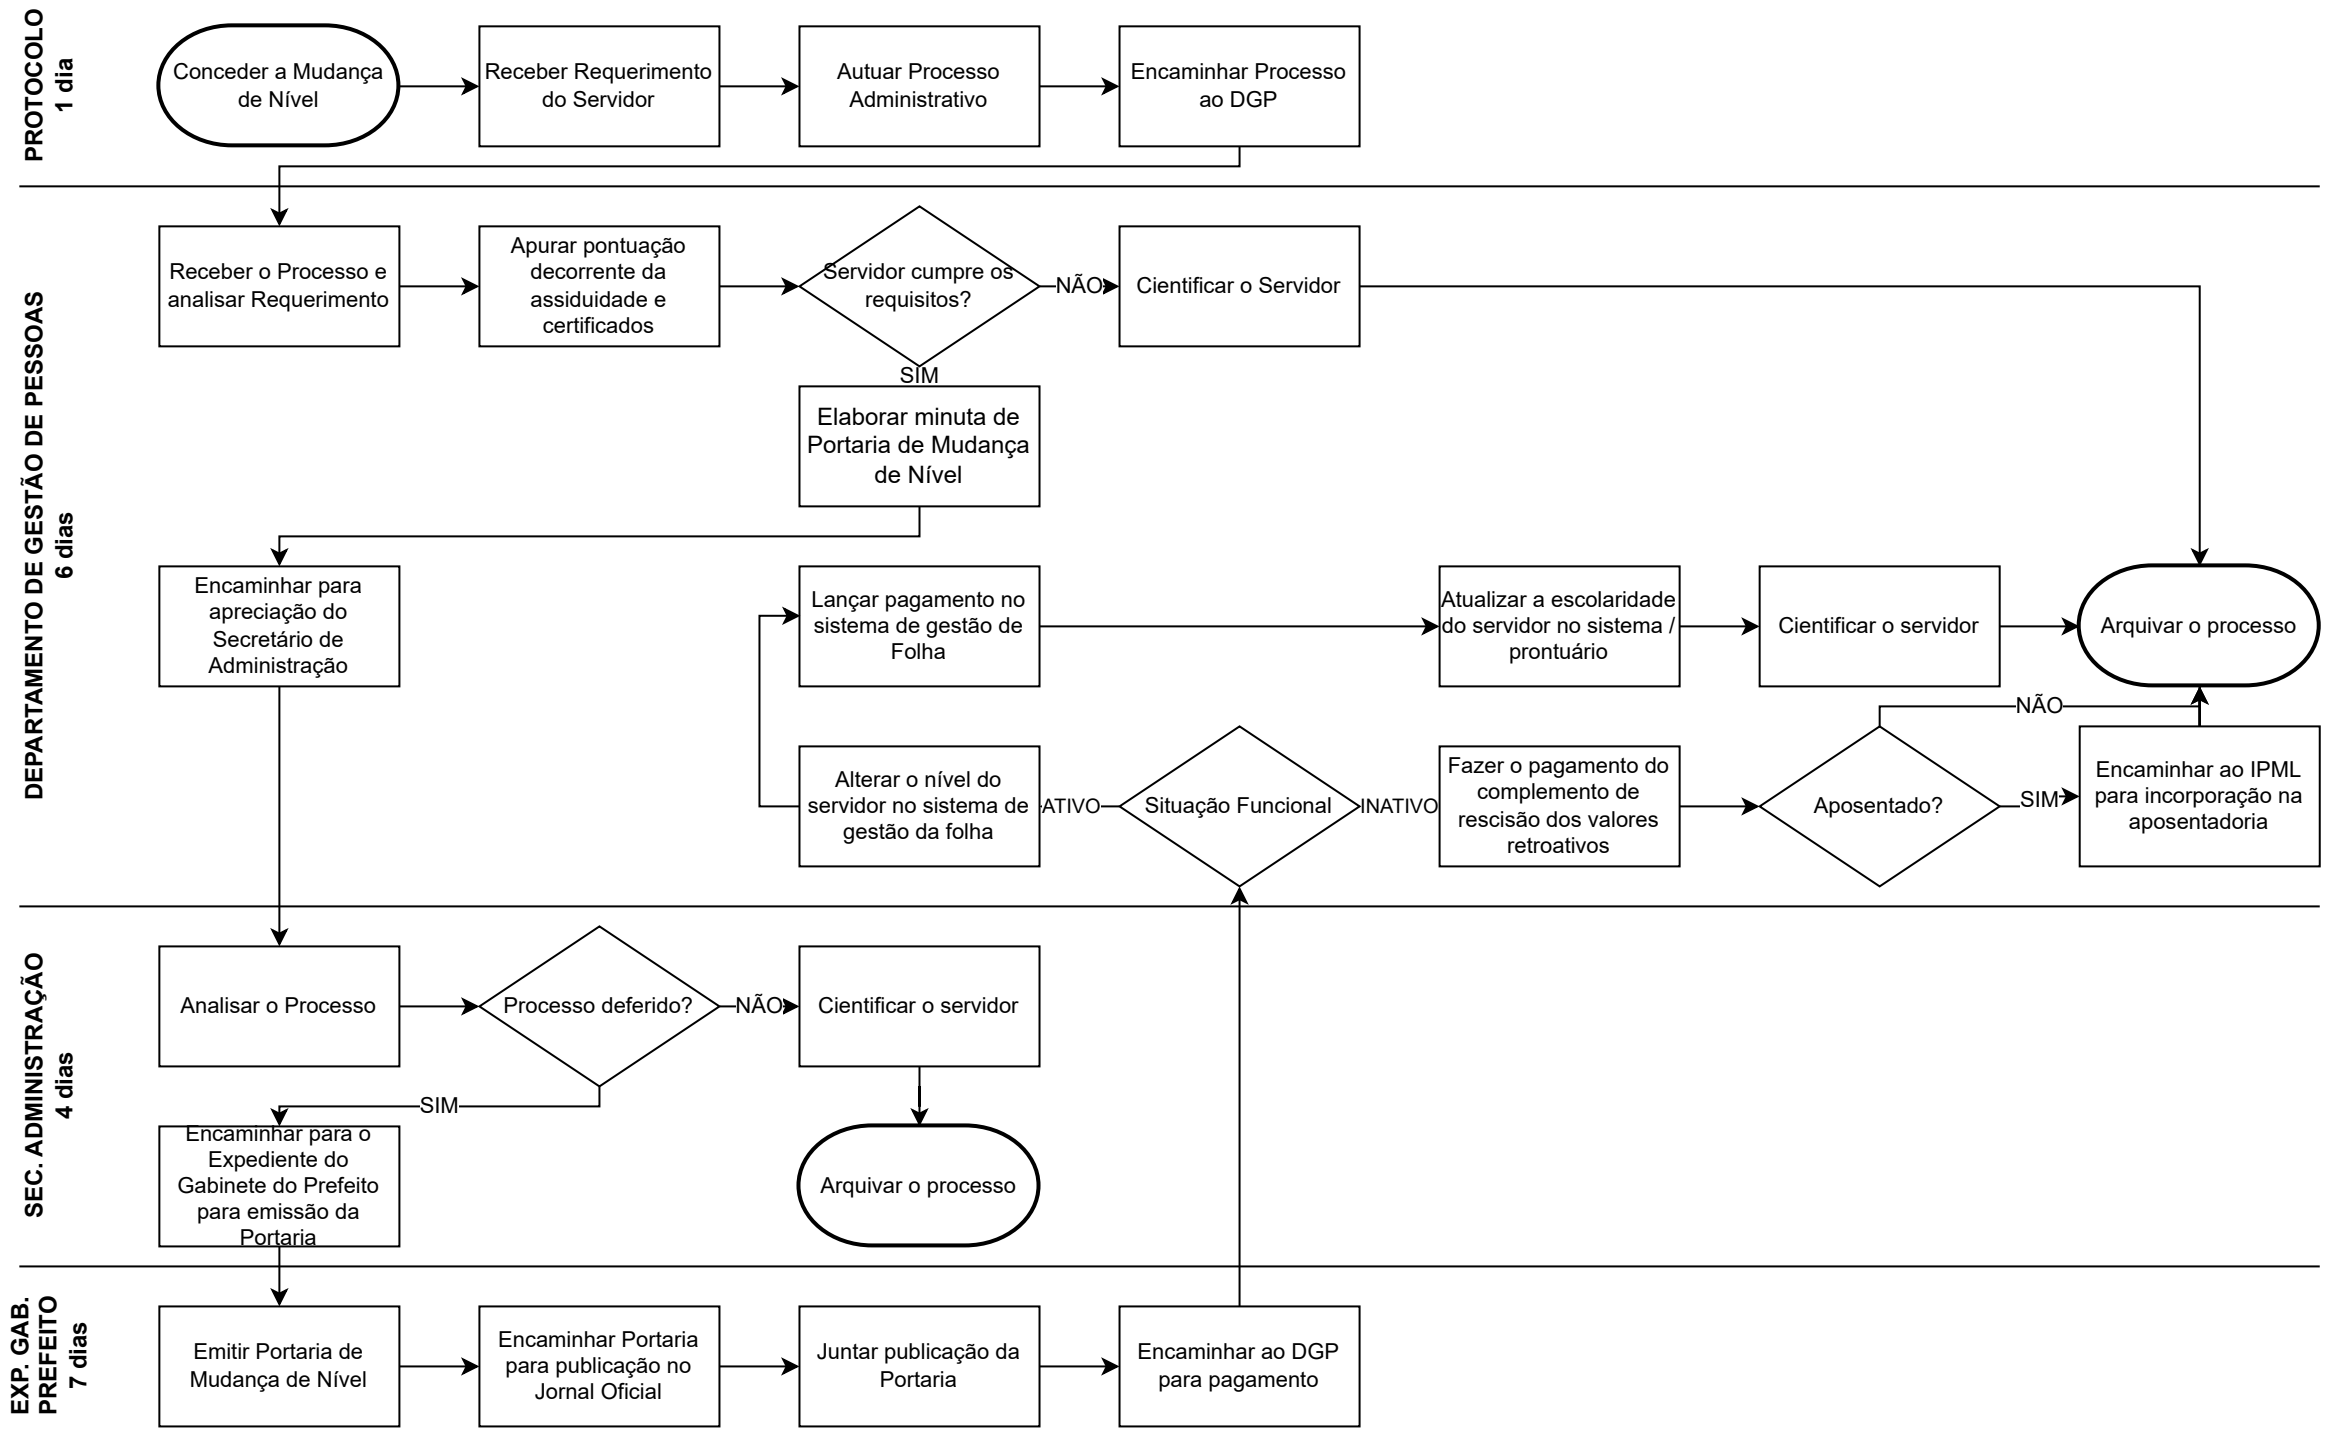 PROTOCOLO
1 dia
Conceder a Mudança
de Nível
Receber Requerimento
do Servidor
Autuar Processo
Administrativo
Encaminhar Processo
ao DGP
DEPARTAMENTO DE GESTÃO DE PESSOAS
6 dias
Receber o Processo e
analisar Requerimento
Apurar pontuação
decorrente da
assiduidade e
certificados
Servidor cumpre os
requisitos?
NÃO
Cientificar o Servidor
SIM
Elaborar minuta de
Portaria de Mudança
de Nível
Encaminhar para
apreciação do
Secretário de
Administração
Lançar pagamento no
sistema de gestão de
Folha
Atualizar a escolaridade
do servidor no sistema /
prontuário
Cientificar o servidor
Arquivar o processo
Alterar o nível do
servidor no sistema de
gestão da folha
ATIVO
Situação Funcional
INATIVO
Fazer o pagamento do
complemento de
rescisão dos valores
retroativos
Aposentado?
NÃO
SIM
Encaminhar ao IPML
para incorporação na
aposentadoria
SEC. ADMINISTRAÇÃO
4 dias
Analisar o Processo
Processo deferido?
NÃO
Cientificar o servidor
SIM
Encaminhar para o
Expediente do
Gabinete do Prefeito
para emissão da
Portaria
Arquivar o processo
EXP. GAB.
PREFEITO
7 dias
Emitir Portaria de
Mudança de Nível
Encaminhar Portaria
para publicação no
Jornal Oficial
Juntar publicação da
Portaria
Encaminhar ao DGP
para pagamento